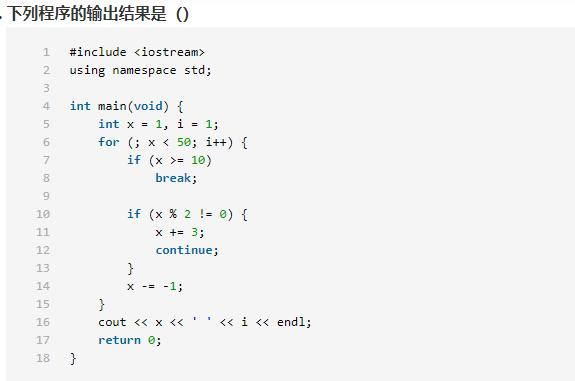 . 下列程序的输出结果是 ()
1 #include <iostream>
2 using namespace std;
3
4 int main(void) {
5     int x = 1, i = 1;
6     for (; x < 50; i++) {
7         if (x >= 10)
8             break;
9
10         if (x % 2 != 0) {
11             x += 3;
12             continue;
13         }
14         x -= -1;
15     }
16     cout << x << ' ' << i << endl;
17     return 0;
18 }